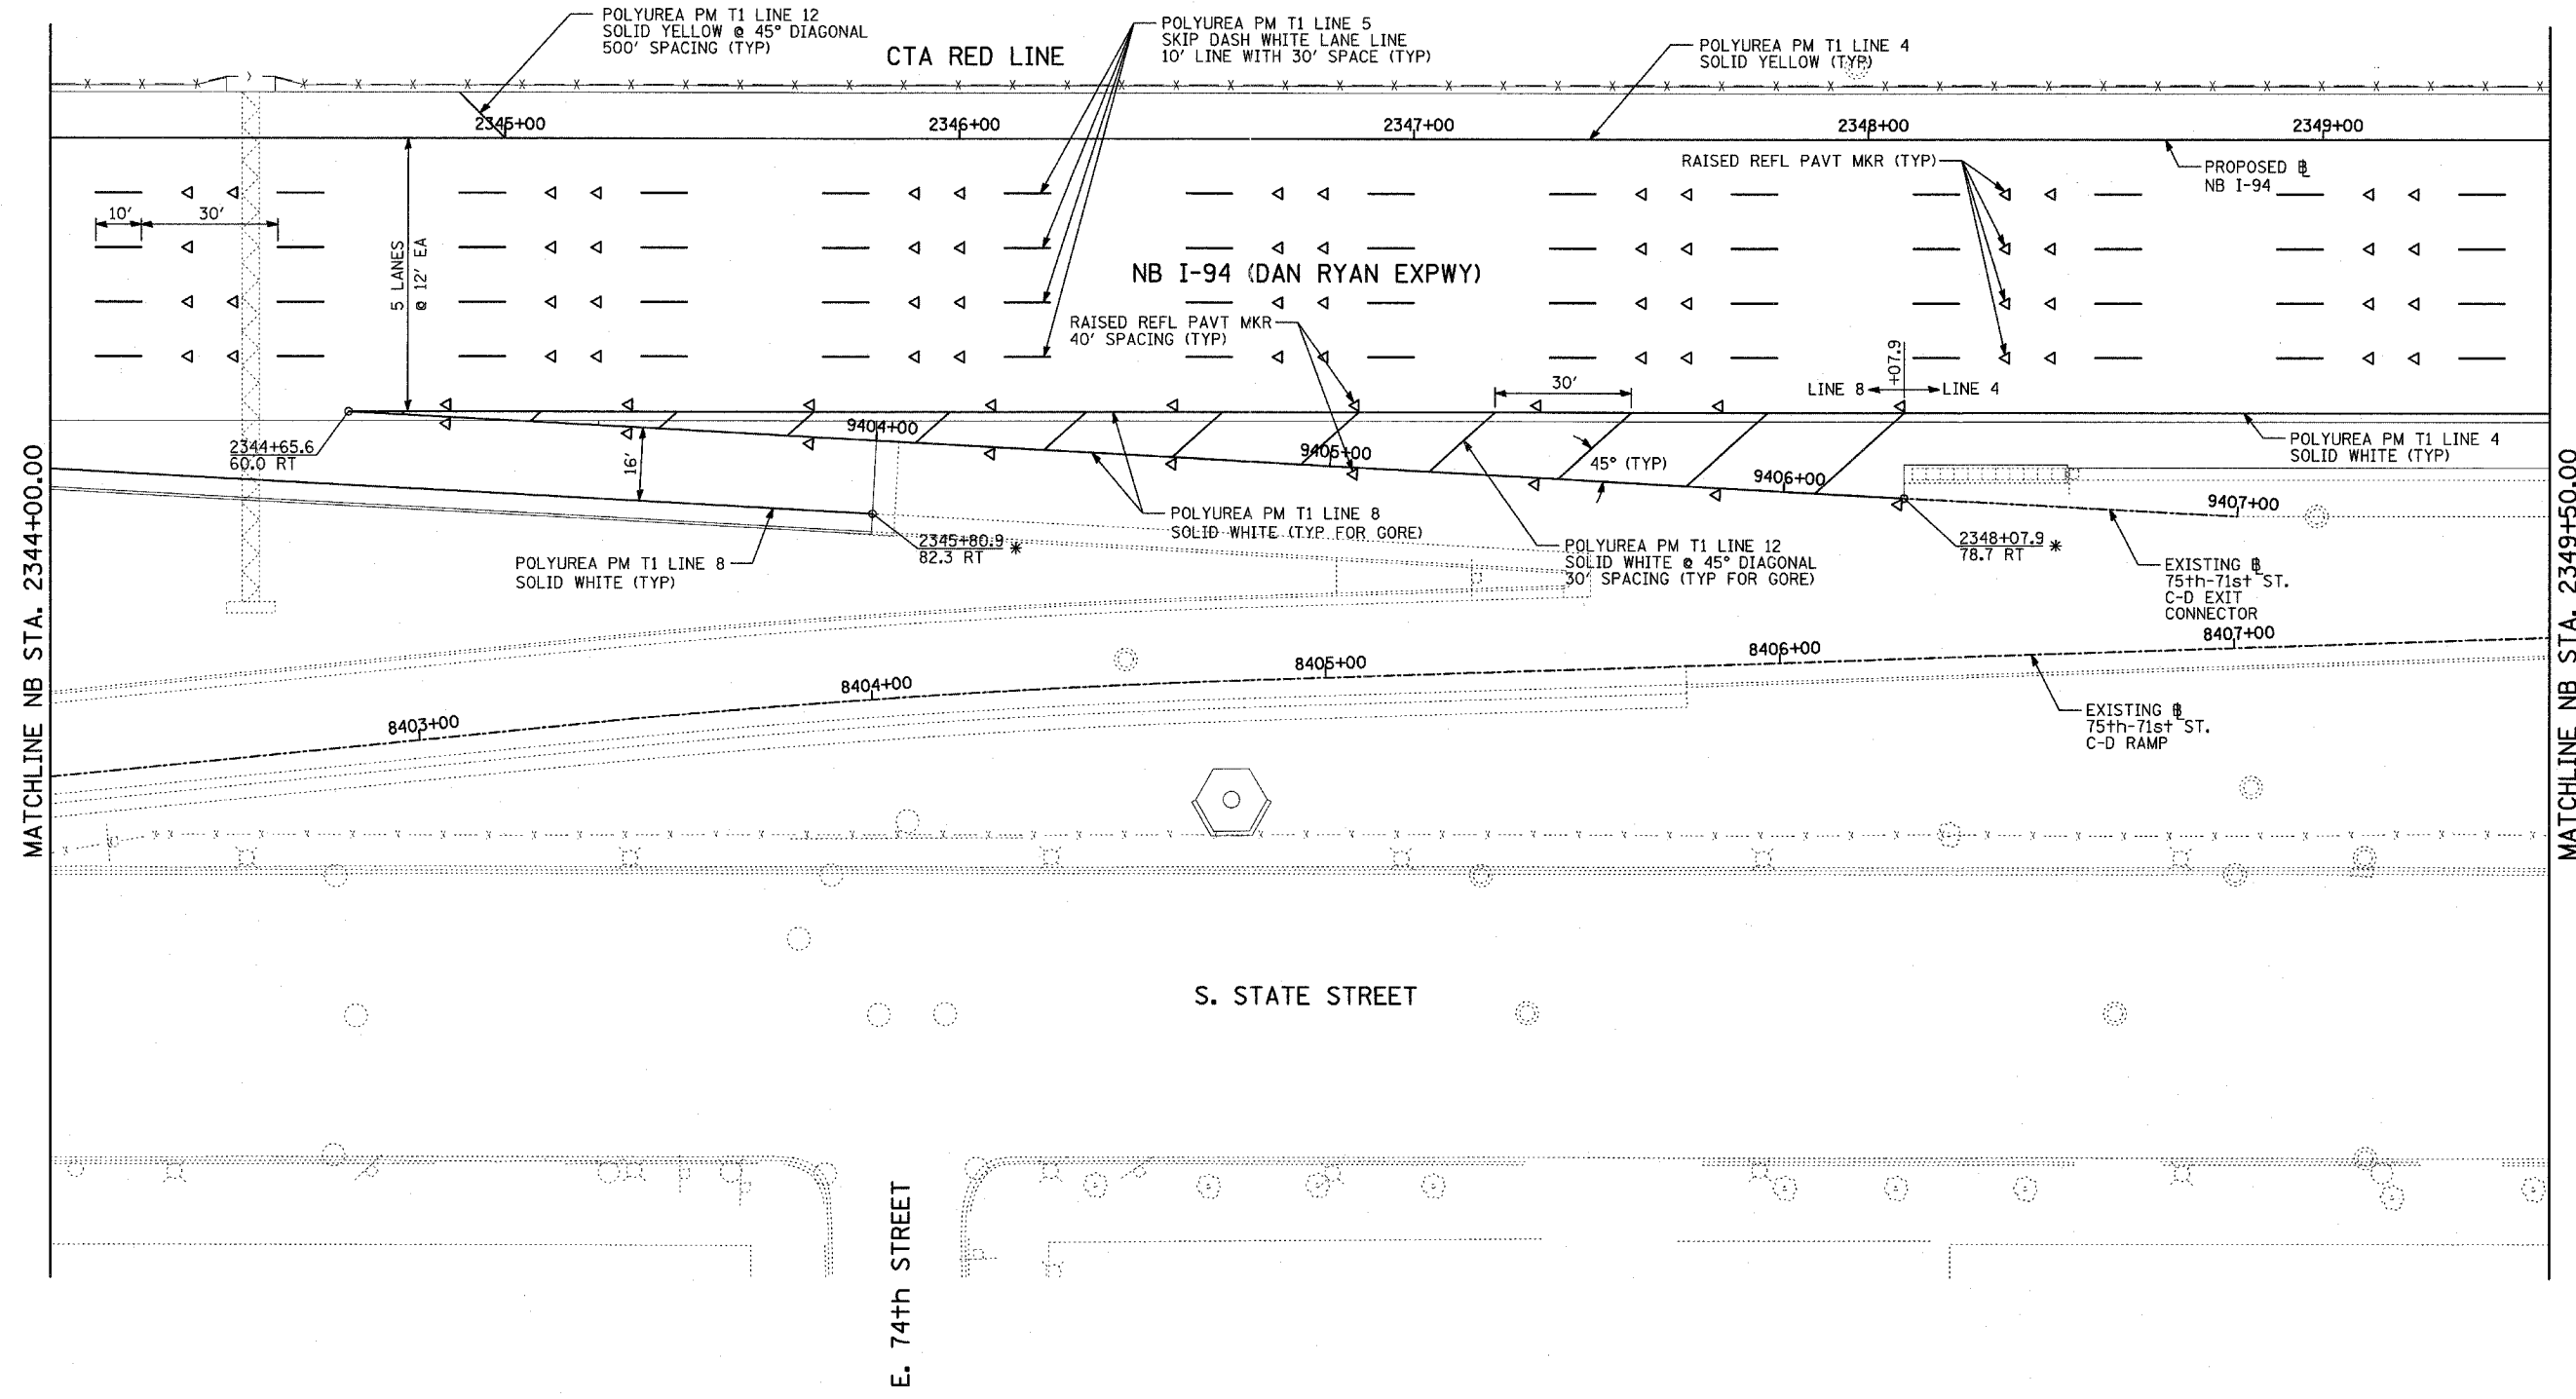 POLYUREA PM T1 LINE 12
SOLID YELLOW @ 45° DIAGONAL
500' SPACING (TYP)
CTA RED LINE
POLYUREA PM T1 LINE 5
SKIP DASH WHITE LANE LINE
10' LINE WITH 30' SPACE (TYP)
POLYUREA PM T1 LINE 4
SOLID YELLOW (TYP)
2345+00
2346+00
2347+00
2348+00
2349+00
RAISED REFL PAVT MKR (TYP)
PROPOSED BL
NB I-94
10'
30'
5 LANES
@ 12' EA
NB I-94 (DAN RYAN EXPWY)
RAISED REFL PAVT MKR
40' SPACING (TYP)
30'
+07.9
LINE 8
LINE 4
2344+65.6
60.0 RT
16'
9404+00
9405+00
45° (TYP)
9406+00
9407+00
POLYUREA PM T1 LINE 4
SOLID WHITE (TYP)
POLYUREA PM T1 LINE 8
SOLID WHITE (TYP FOR GORE)
2345+80.9 *
82.3 RT
POLYUREA PM T1 LINE 8
SOLID WHITE (TYP)
POLYUREA PM T1 LINE 12
SOLID WHITE @ 45° DIAGONAL
30' SPACING (TYP FOR GORE)
2348+07.9 *
78.7 RT
EXISTING BL
75th-71st ST.
C-D EXIT
CONNECTOR
8403+00
8404+00
8405+00
8406+00
8407+00
EXISTING BL
75th-71st ST.
C-D RAMP
MATCHLINE NB STA. 2344+00.00
MATCHLINE NB STA. 2349+50.00
S. STATE STREET
E. 74th STREET